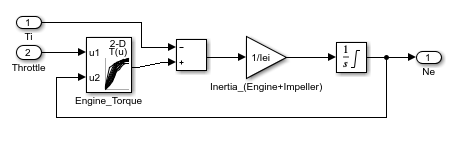 1
Ti
2
Throttle
2-D
T(u)
u1
u2
Engine_Torque
−
+
1/Iei
Inertia_(Engine+Impeller)
1
s
1
Ne